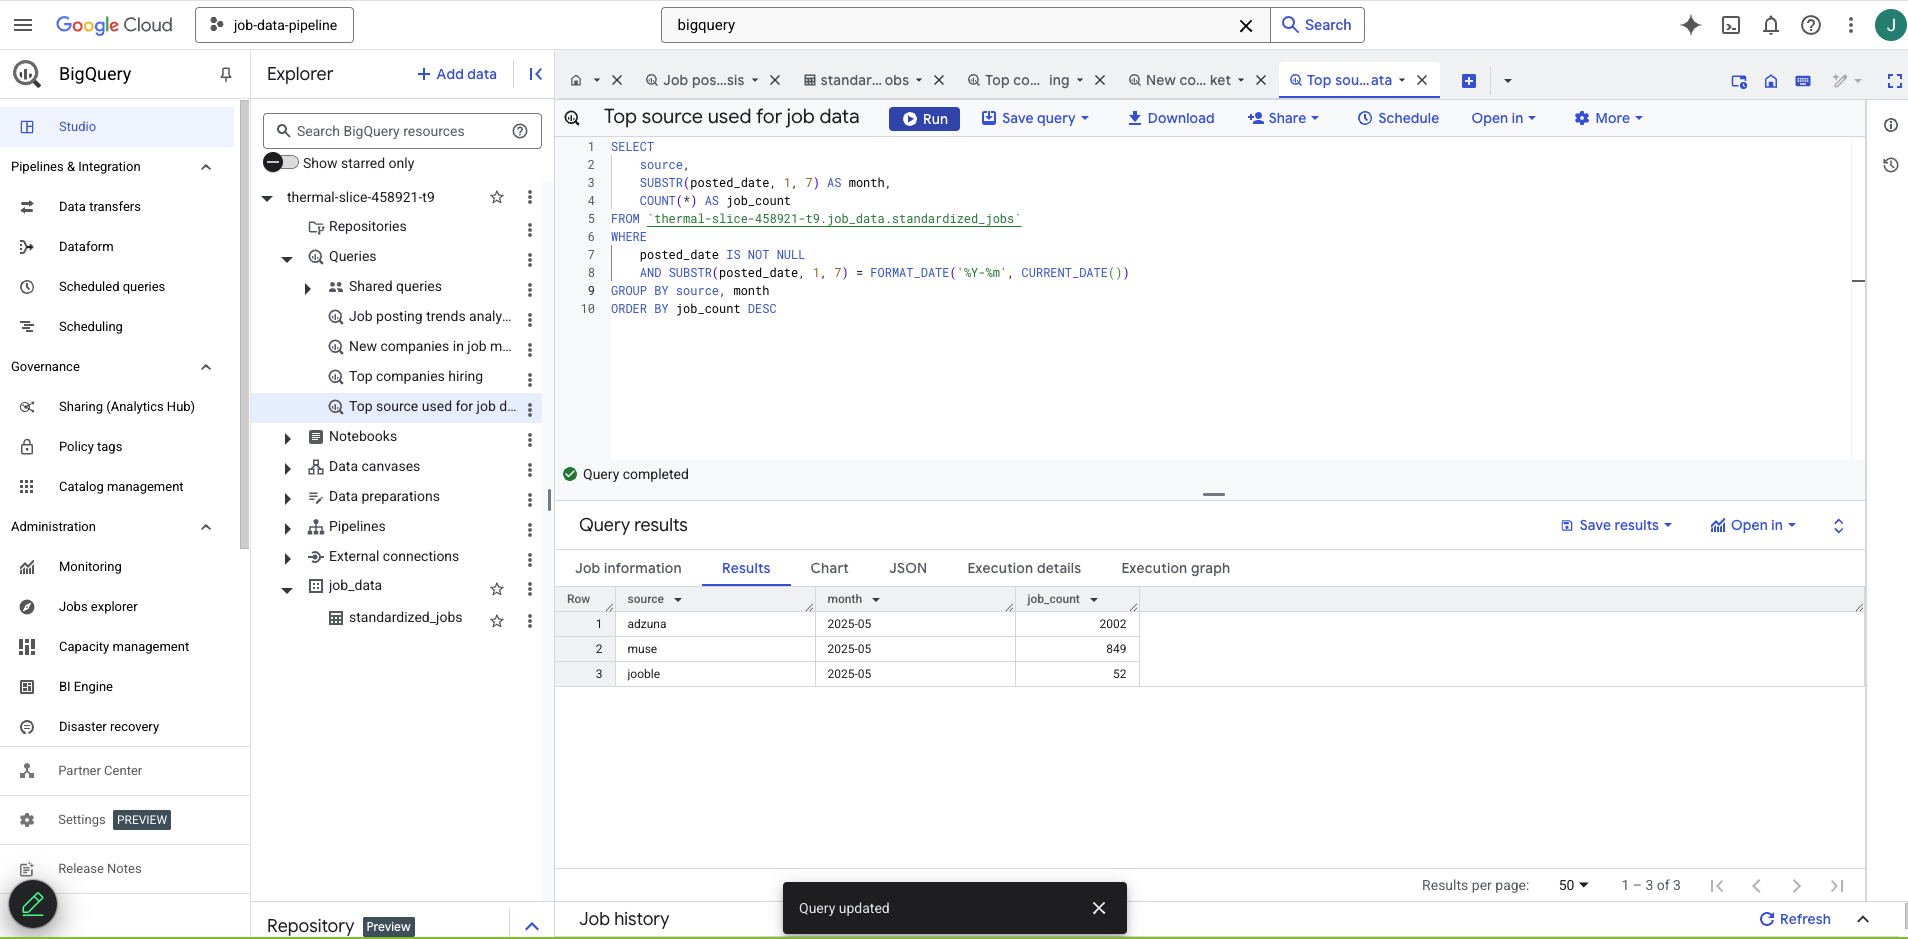 Google Cloud
job-data-pipeline
bigquery
Search
J
BigQuery
Studio
Pipelines & Integration
Data transfers
Dataform
Scheduled queries
Scheduling
Governance
Sharing (Analytics Hub)
Policy tags
Catalog management
Administration
Monitoring
Jobs explorer
Capacity management
BI Engine
Disaster recovery
Partner Center
Settings PREVIEW
Release Notes
Explorer
+ Add data
Search BigQuery resources
Show starred only
thermal-slice-458921-t9
Repositories
Queries
Shared queries
Job posting trends analy...
New companies in job m...
Top companies hiring
Top source used for job d...
Notebooks
Data canvases
Data preparations
Pipelines
External connections
job_data
standardized_jobs
Repository Preview
Job pos...sis
standar...obs
Top co... ing
New co... ket
Top sou...ata
Top source used for job data
Run
Save query
Download
Share
Schedule
Open in
More
1 SELECT
2 source,
3 SUBSTR(posted_date, 1, 7) AS month,
4 COUNT(*) AS job_count
5 FROM `thermal-slice-458921-t9.job_data.standardized_jobs`
6 WHERE
7 posted_date IS NOT NULL
8 AND SUBSTR(posted_date, 1, 7) = FORMAT_DATE('%Y-%m', CURRENT_DATE())
9 GROUP BY source, month
10 ORDER BY job_count DESC
Query completed
Query results
Save results
Open in
Job information Results Chart JSON Execution details Execution graph
Row source month job_count
1 adzuna 2025-05 2002
2 muse 2025-05 849
3 jooble 2025-05 52
Results per page: 50 1 – 3 of 3
Query updated
Job history
Refresh